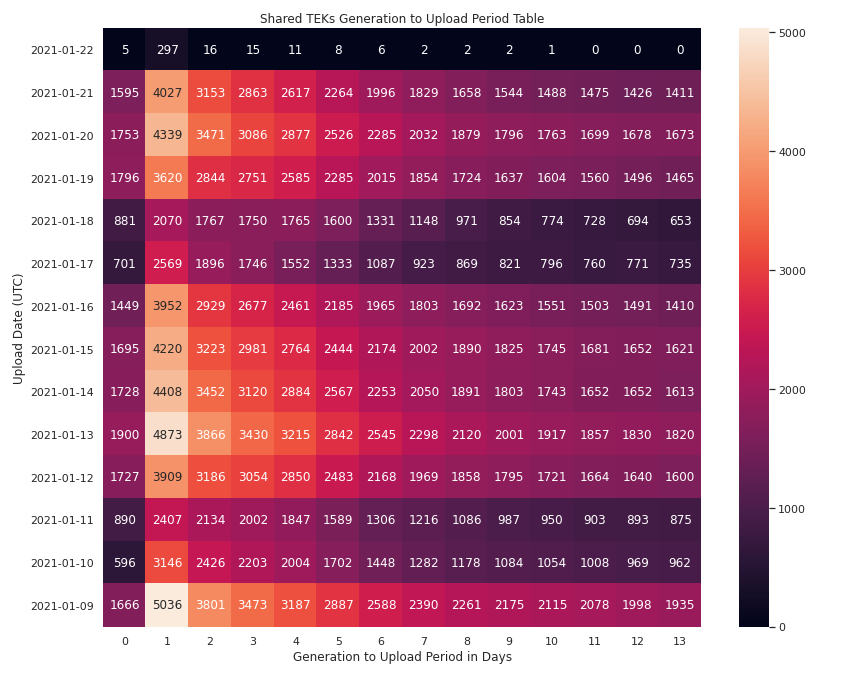 Shared TEKs Generation to Upload Period Table
2021-01-22 5 297 16 15 11 8 6 2 2 2 1 0 0 0
2021-01-21 1595 4027 3153 2863 2617 2264 1996 1829 1658 1544 1488 1475 1426 1411
2021-01-20 1753 4339 3471 3086 2877 2526 2285 2032 1879 1796 1763 1699 1678 1673
2021-01-19 1796 3620 2844 2751 2585 2285 2015 1854 1724 1637 1604 1560 1496 1465
2021-01-18 881 2070 1767 1750 1765 1600 1331 1148 971 854 774 728 694 653
2021-01-17 701 2569 1896 1746 1552 1333 1087 923 869 821 796 760 771 735
2021-01-16 1449 3952 2929 2677 2461 2185 1965 1803 1692 1623 1551 1503 1491 1410
2021-01-15 1695 4220 3223 2981 2764 2444 2174 2002 1890 1825 1745 1681 1652 1621
2021-01-14 1728 4408 3452 3120 2884 2567 2253 2050 1891 1803 1743 1652 1652 1613
2021-01-13 1900 4873 3866 3430 3215 2842 2545 2298 2120 2001 1917 1857 1830 1820
2021-01-12 1727 3909 3186 3054 2850 2483 2168 1969 1858 1795 1721 1664 1640 1600
2021-01-11 890 2407 2134 2002 1847 1589 1306 1216 1086 987 950 903 893 875
2021-01-10 596 3146 2426 2203 2004 1702 1448 1282 1178 1084 1054 1008 969 962
2021-01-09 1666 5036 3801 3473 3187 2887 2588 2390 2261 2175 2115 2078 1998 1935
0 1 2 3 4 5 6 7 8 9 10 11 12 13
Generation to Upload Period in Days
Upload Date (UTC)
5000
4000
3000
2000
1000
0